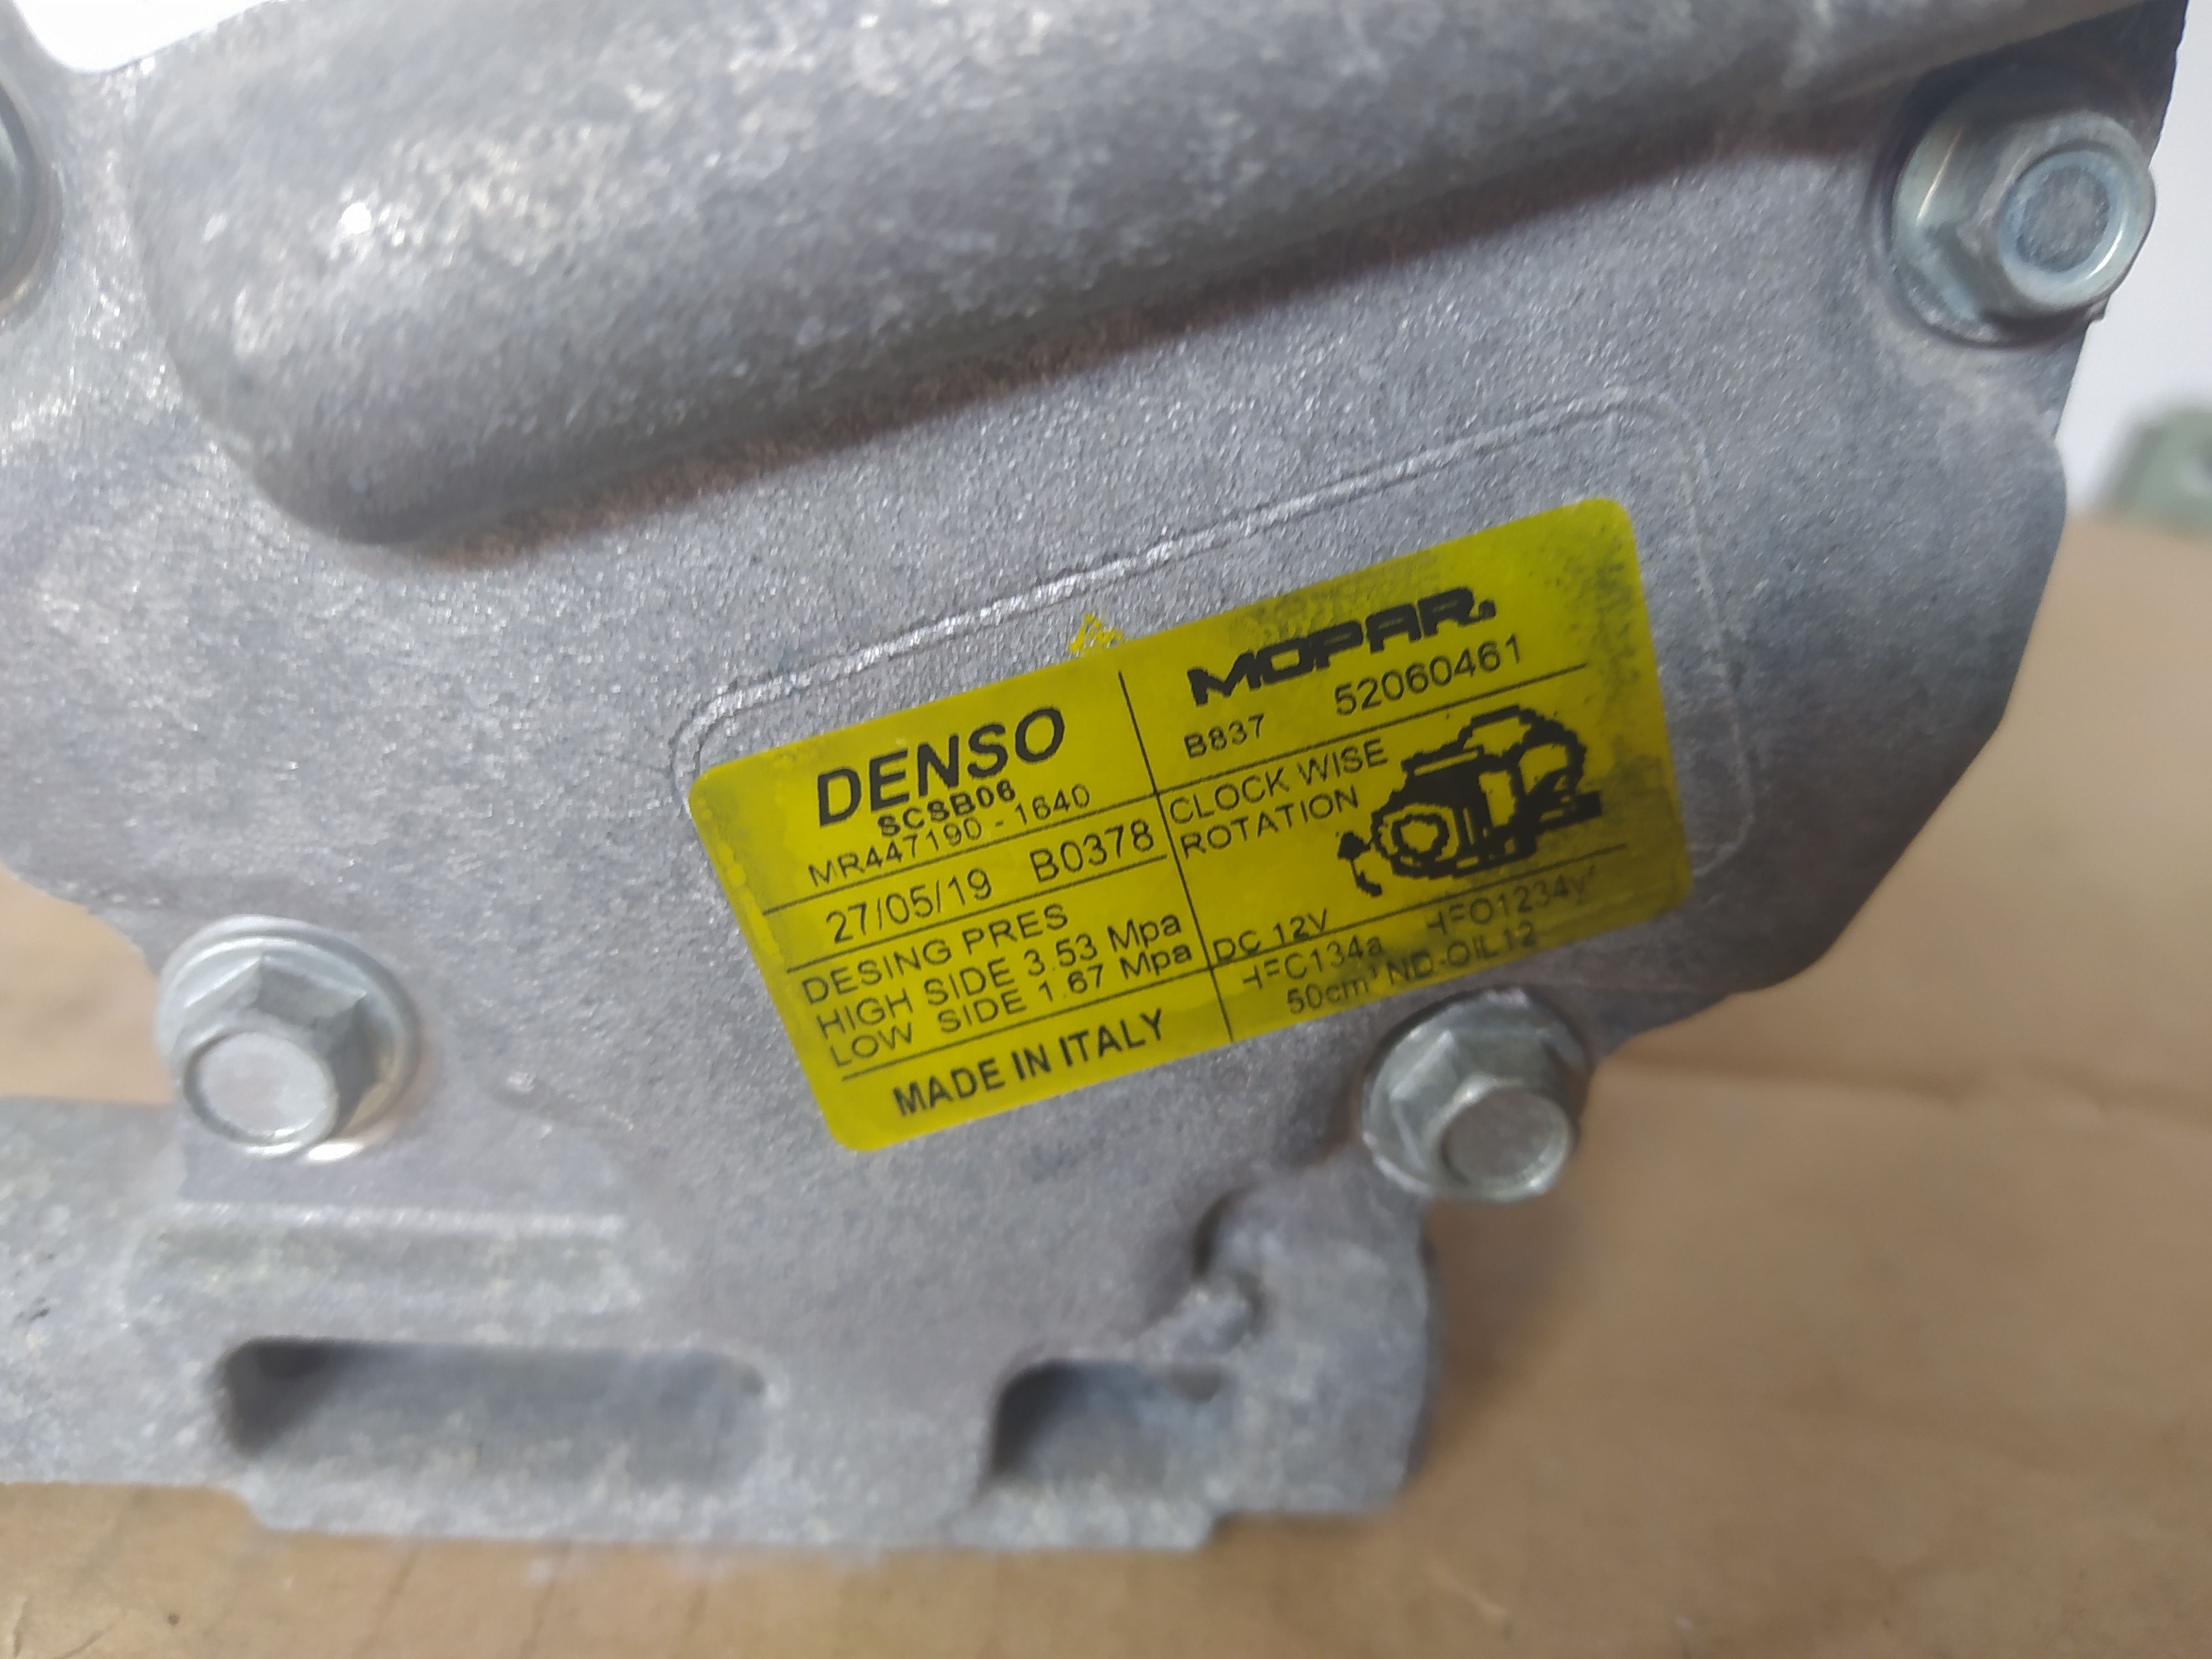 DENSO
SCSB06
MR447190-1640
27/05/19 B0378
DESING PRES
HIGH SIDE 3.53 Mpa
LOW SIDE 1.67 Mpa
MADE IN ITALY
MOPAR®
B837 52060461
CLOCK WISE
ROTATION
DC 12V
HFC134a HFO1234yf
50cm³ ND-OIL12